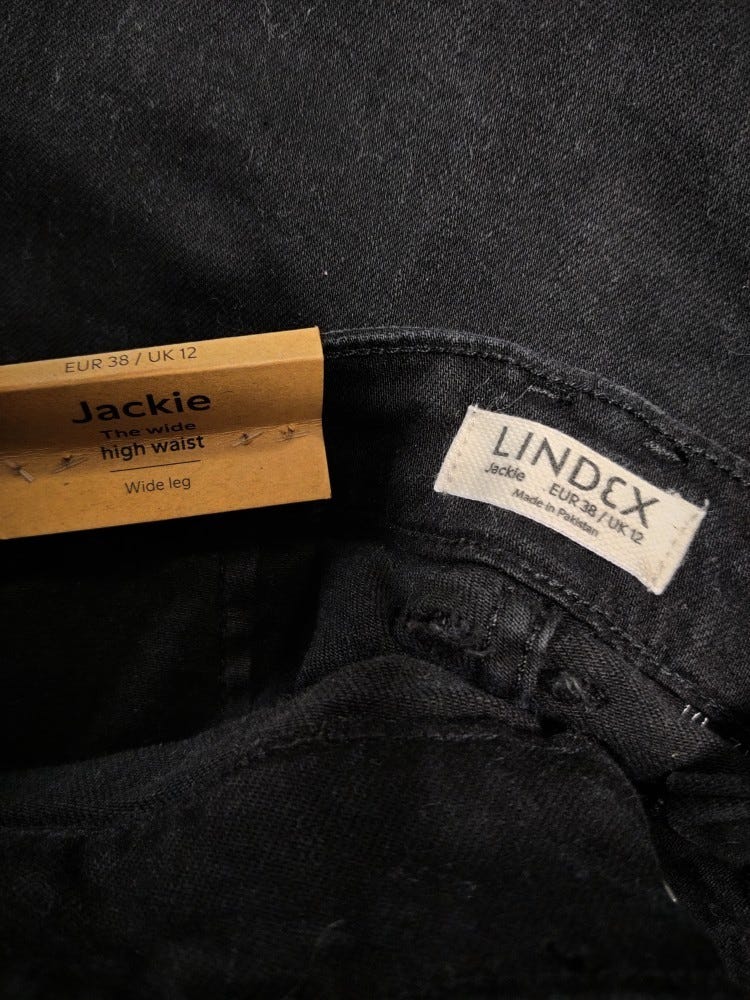 EUR 38 / UK 12
Jackie
The wide
high waist
Wide leg
LINDEX
Jackie EUR 38 / UK 12
Made in Pakistan